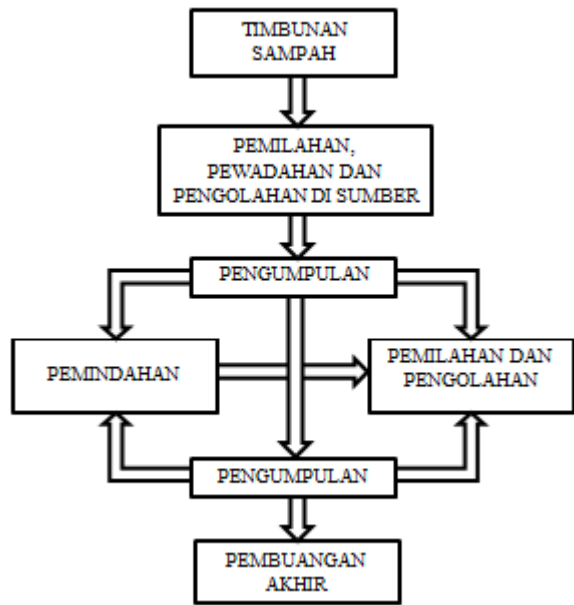 TIMBUNAN
SAMPAH
PEMILAHAN,
PEWADAHAN DAN
PENGOLAHAN DI SUMBER
PENGUMPULAN
PEMINDAHAN
PEMILAHAN DAN
PENGOLAHAN
PENGUMPULAN
PEMBUANGAN
AKHIR